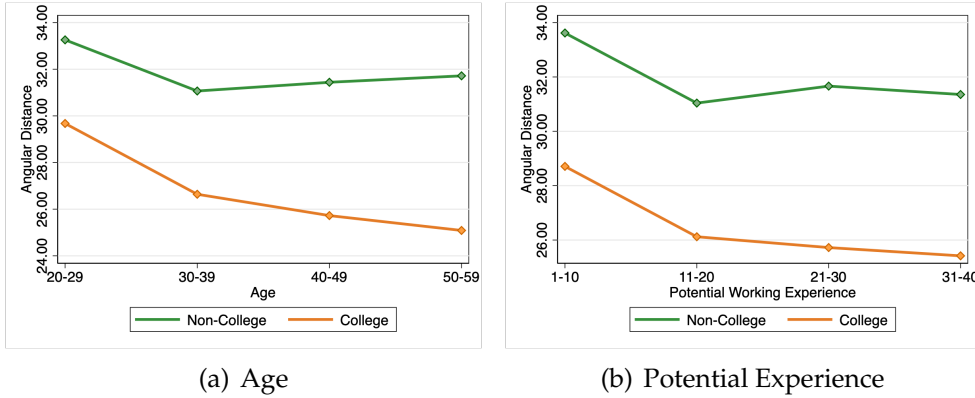 34.00
32.00
30.00
28.00
26.00
24.00
Angular Distance
20-29
30-39
40-49
50-59
Age
Non-College
College
(a) Age
34.00
32.00
30.00
28.00
26.00
Angular Distance
1-10
11-20
21-30
31-40
Potential Working Experience
Non-College
College
(b) Potential Experience